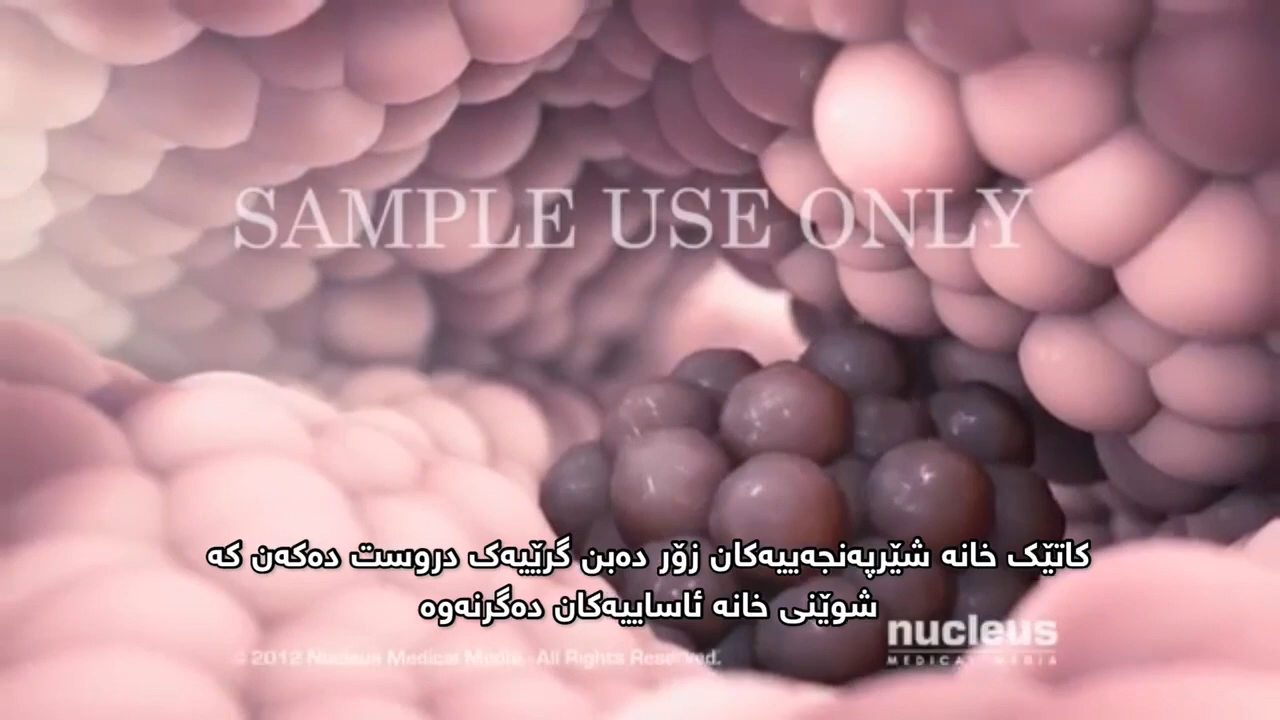 SAMPLE USE ONLY
کاتێک خانە شێرپەنجەییەکان زۆر دەبن گرێیەک دروست دەکەن کە
شوێنی خانە ئاساییەکان دەگرنەوە
nucleus
MEDICAL MEDIA
© 2012 Nucleus Medical Media. All Rights Reserved.